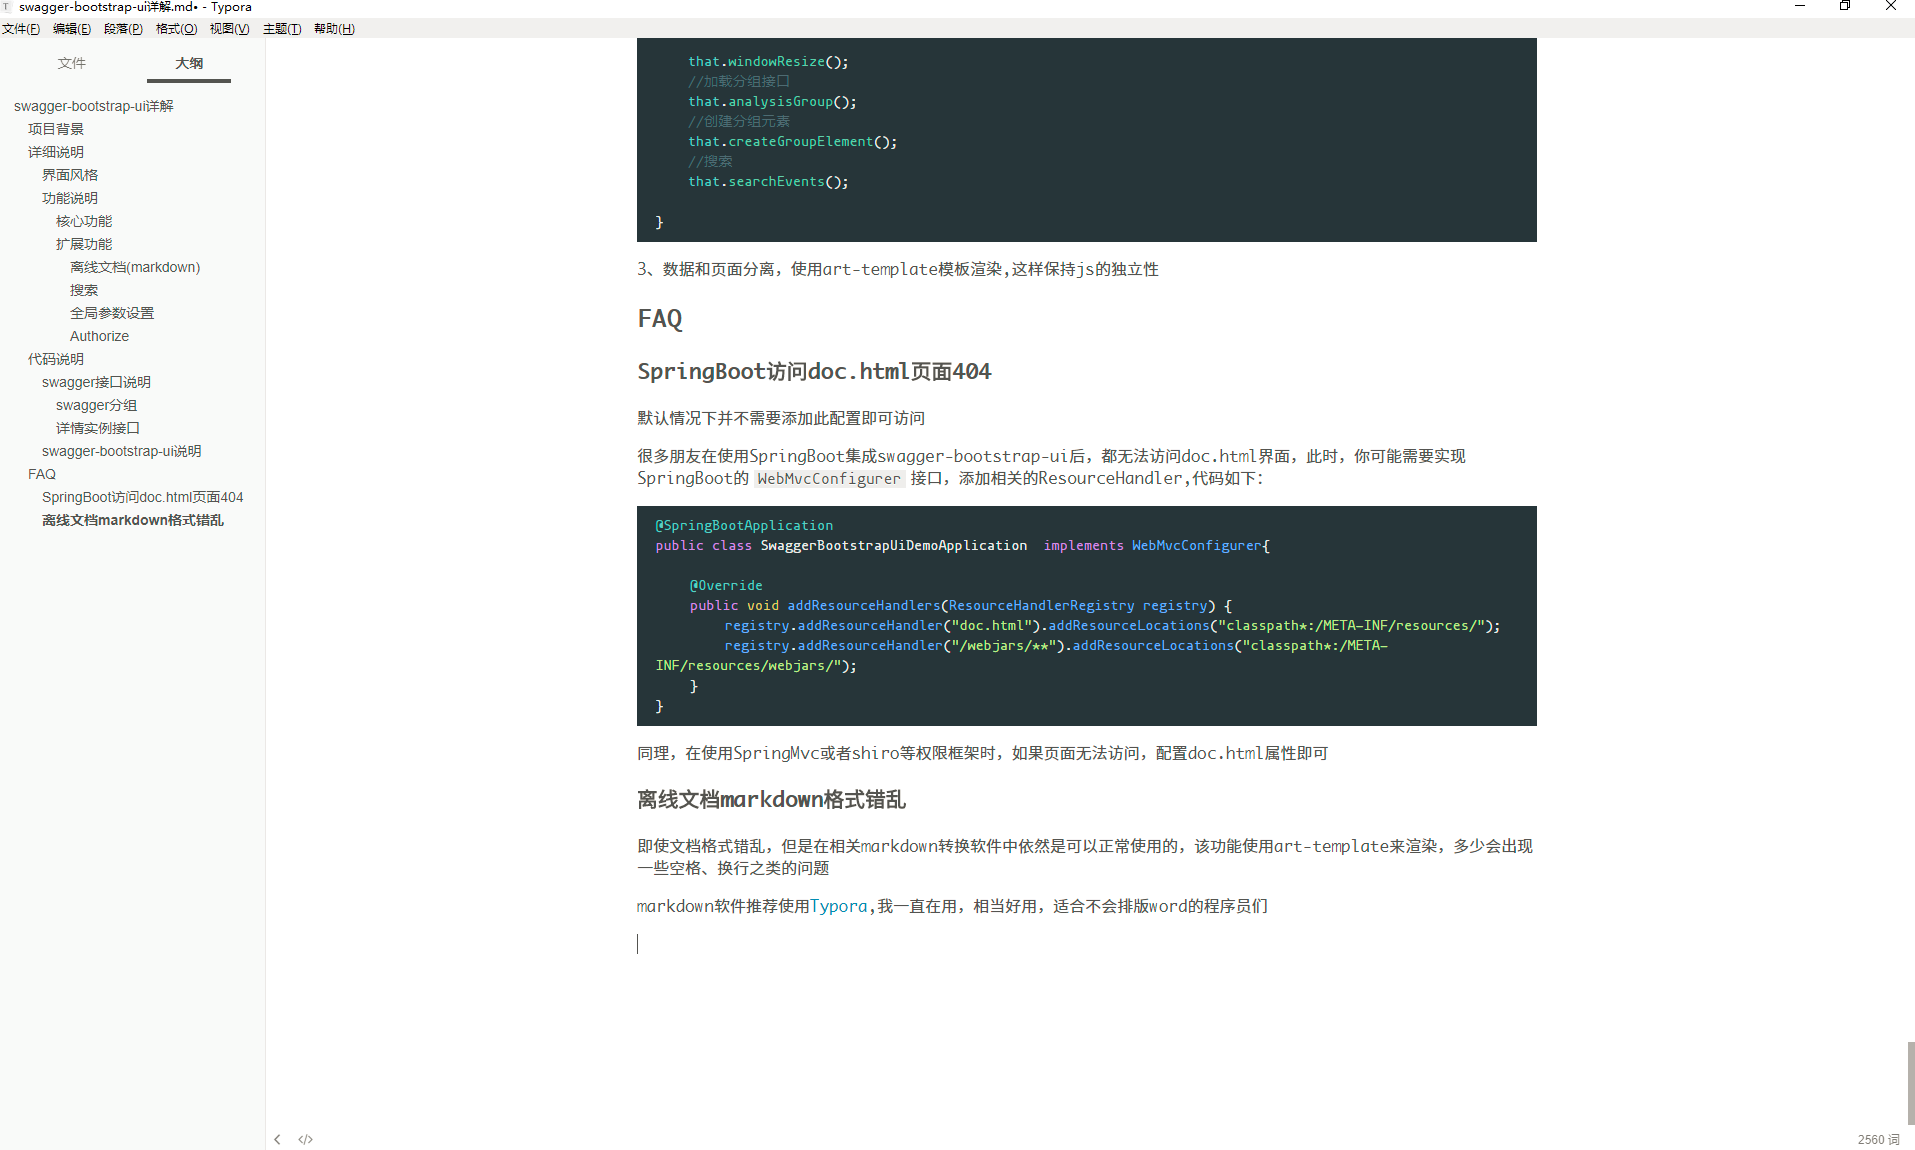 swagger-bootstrap-ui详解.md• - Typora
文件(F) 编辑(E) 段落(P) 格式(O) 视图(V) 主题(T) 帮助(H)
文件 大纲
swagger-bootstrap-ui详解
项目背景
详细说明
界面风格
功能说明
核心功能
扩展功能
离线文档(markdown)
搜索
全局参数设置
Authorize
代码说明
swagger接口说明
swagger分组
详情实例接口
swagger-bootstrap-ui说明
FAQ
SpringBoot访问doc.html页面404
离线文档markdown格式错乱
that.windowResize();
//加载分组接口
that.analysisGroup();
//创建分组元素
that.createGroupElement();
//搜索
that.searchEvents();
}
3、数据和页面分离，使用art-template模板渲染,这样保持js的独立性
FAQ
SpringBoot访问doc.html页面404
默认情况下并不需要添加此配置即可访问
很多朋友在使用SpringBoot集成swagger-bootstrap-ui后，都无法访问doc.html界面，此时，你可能需要实现
SpringBoot的 WebMvcConfigurer 接口，添加相关的ResourceHandler,代码如下：
@SpringBootApplication
public class SwaggerBootstrapUiDemoApplication  implements WebMvcConfigurer{
@Override
public void addResourceHandlers(ResourceHandlerRegistry registry) {
registry.addResourceHandler("doc.html").addResourceLocations("classpath*:/META-INF/resources/");
registry.addResourceHandler("/webjars/**").addResourceLocations("classpath*:/META-
INF/resources/webjars/");
}
}
同理，在使用SpringMvc或者shiro等权限框架时，如果页面无法访问，配置doc.html属性即可
离线文档markdown格式错乱
即使文档格式错乱，但是在相关markdown转换软件中依然是可以正常使用的，该功能使用art-template来渲染，多少会出现
一些空格、换行之类的问题
markdown软件推荐使用Typora,我一直在用，相当好用，适合不会排版word的程序员们
</> 2560 词